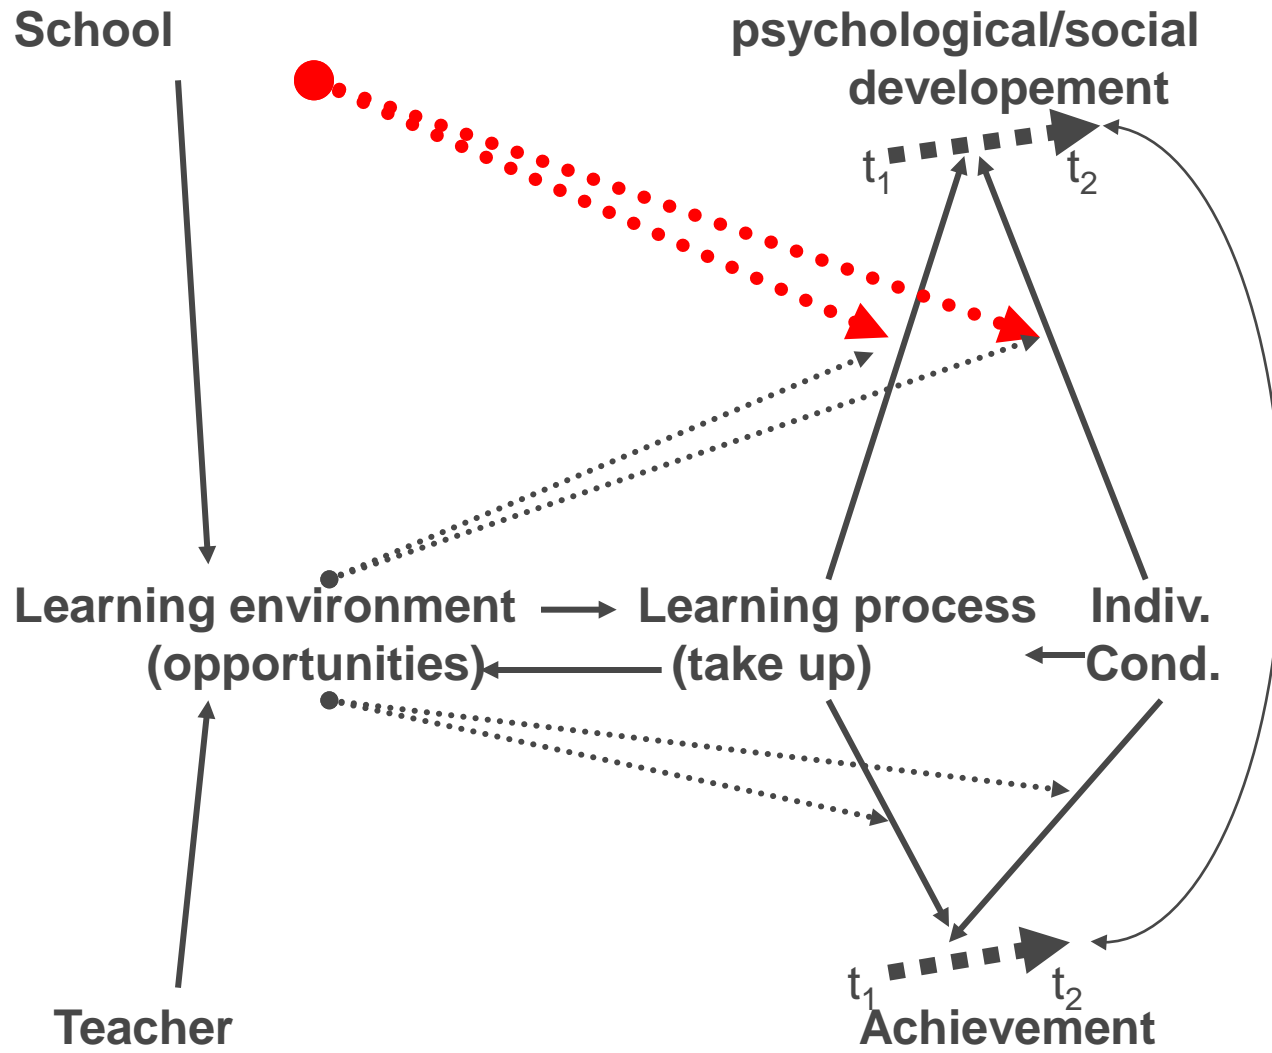 School
psychological/social
developement
t1
t2
Learning environment
(opportunities)
Learning process
(take up)
Indiv.
Cond.
t1
t2
Teacher
Achievement